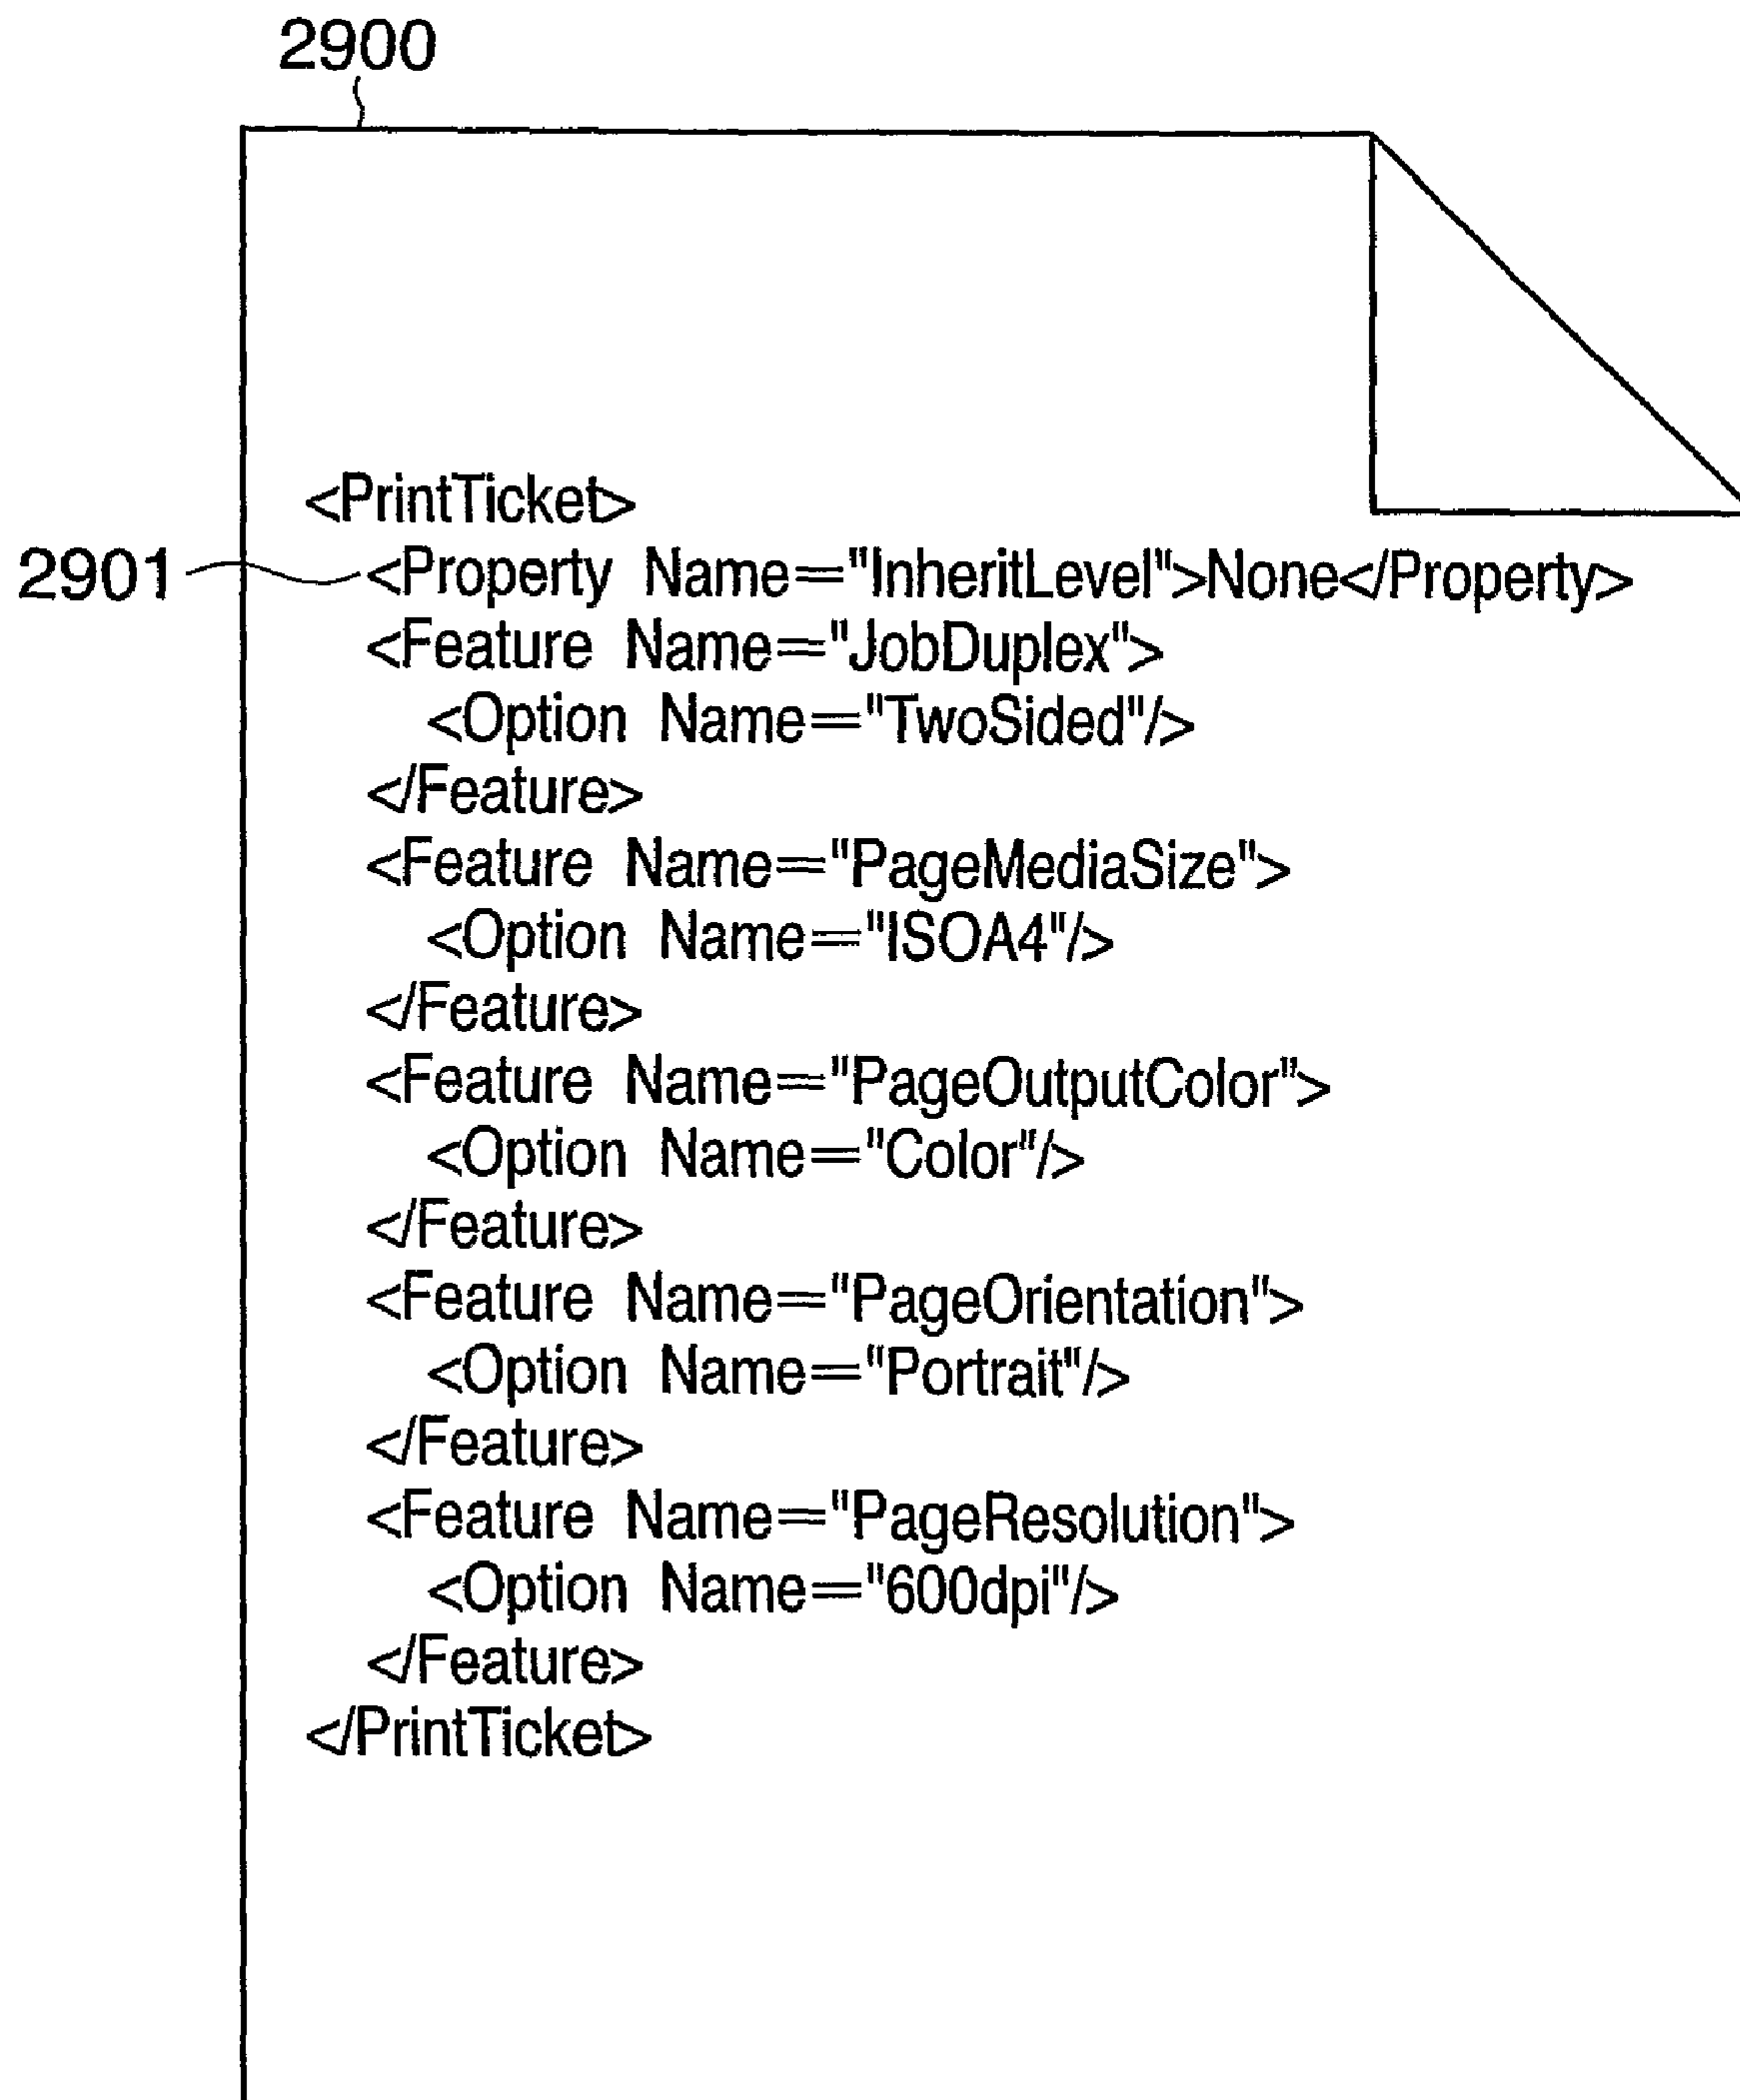 2900
<PrintTicket>
2901 <Property Name="InheritLevel">None</Property>
<Feature Name="JobDuplex">
<Option Name="TwoSided"/>
</Feature>
<Feature Name="PageMediaSize">
<Option Name="ISOA4"/>
</Feature>
<Feature Name="PageOutputColor">
<Option Name="Color"/>
</Feature>
<Feature Name="PageOrientation">
<Option Name="Portrait"/>
</Feature>
<Feature Name="PageResolution">
<Option Name="600dpi"/>
</Feature>
</PrintTicket>